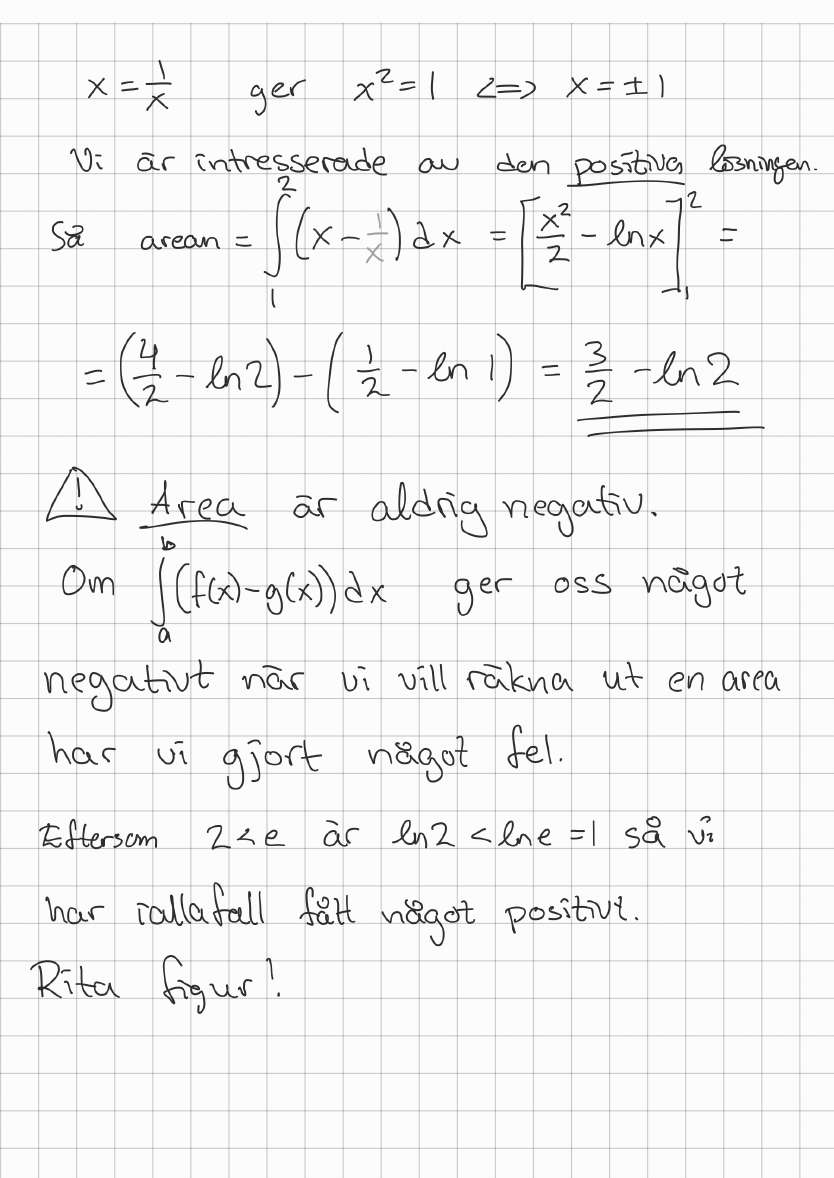 x = 1/x ger x² = 1 <=> x = ±1
Vi är intresserade av den positiva lösningen.
Så arean = ∫₁² (x - 1/x) dx = [x²/2 - ln x]₁² =
= (4/2 - ln 2) - (1/2 - ln 1) = 3/2 - ln 2
⚠ Area är aldrig negativ.
Om ∫ₐᵇ (f(x) - g(x)) dx ger oss något
negativt när vi vill räkna ut en area
har vi gjort något fel.
Eftersom 2 < e är ln 2 < ln e = 1 så vi
har iallafall fått något positivt.
Rita figur!